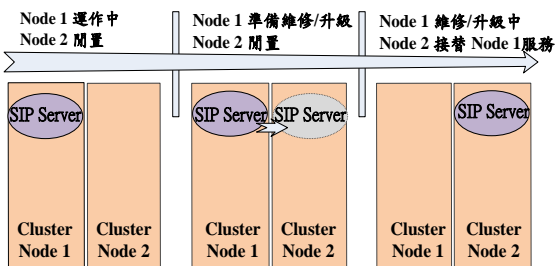 Node 1 運作中
Node 2 閒置
Node 1 準備維修/升級
Node 2 閒置
Node 1 維修/升級中
Node 2 接替 Node 1服務
SIP Server
SIP Server
SIP Server
SIP Server
Cluster
Node 1
Cluster
Node 2
Cluster
Node 1
Cluster
Node 2
Cluster
Node 1
Cluster
Node 2